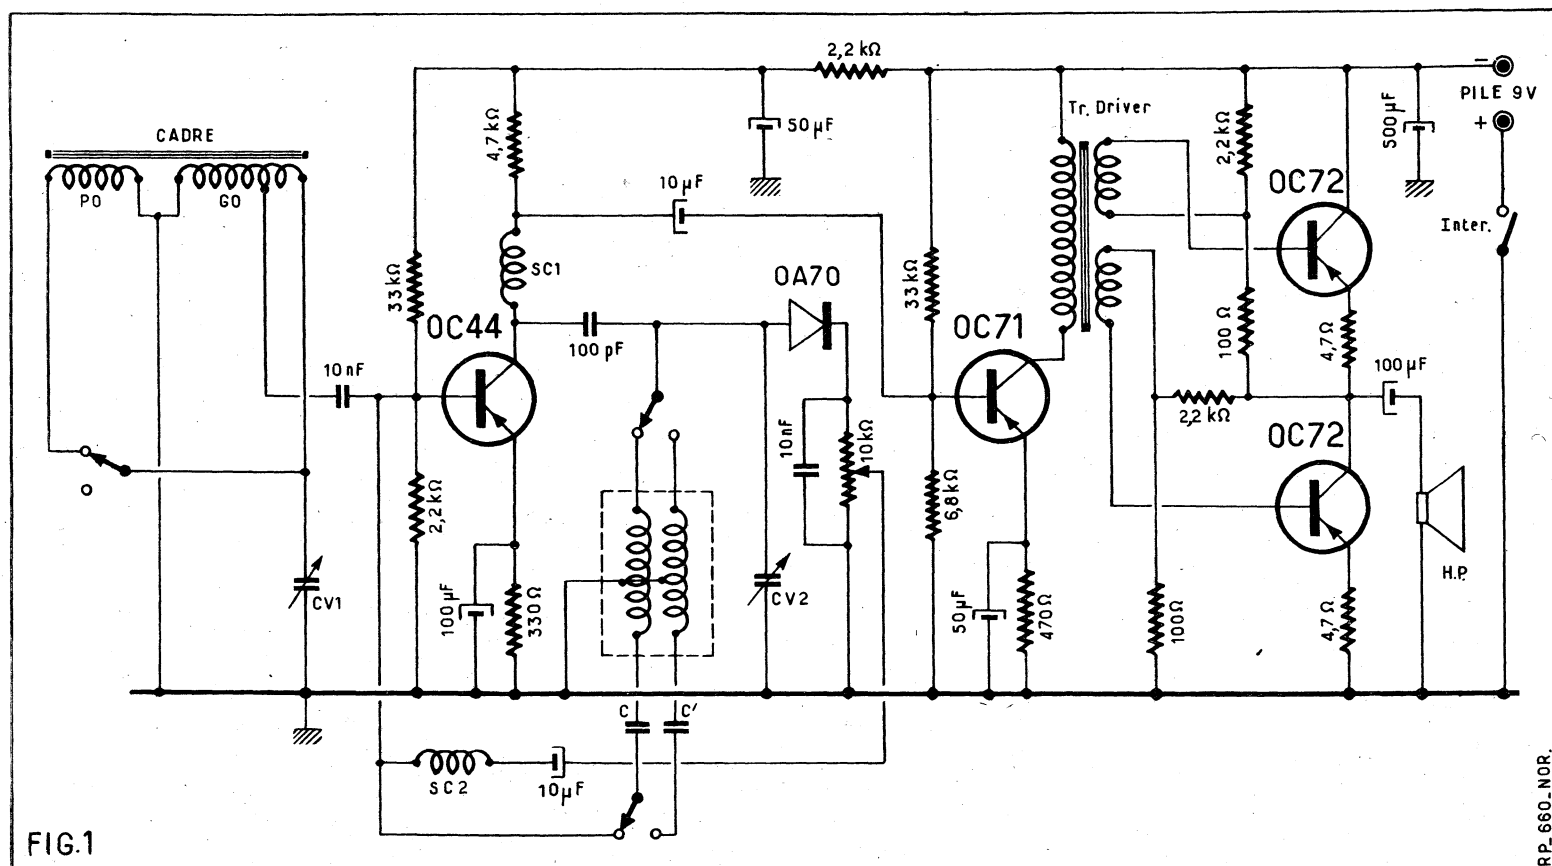 2,2 kΩ
PILE 9V
−
+
Tr. Driver
CADRE
PO
GO
4,7 kΩ
50 µF
10 µF
2,2 kΩ
500 µF
OC72
Inter.
33 kΩ
SC1
OA70
33 kΩ
OC44
100 pF
OC71
100 Ω
4,7 Ω
100 µF
10 nF
10 nF
10 kΩ
2,2 kΩ
OC72
2,2 kΩ
6,8 kΩ
H.P.
CV1
100 µF
330 Ω
CV2
50 µF
470 Ω
100 Ω
4,7 Ω
C
C'
SC2
10 µF
FIG.1
RP_660_NOR.